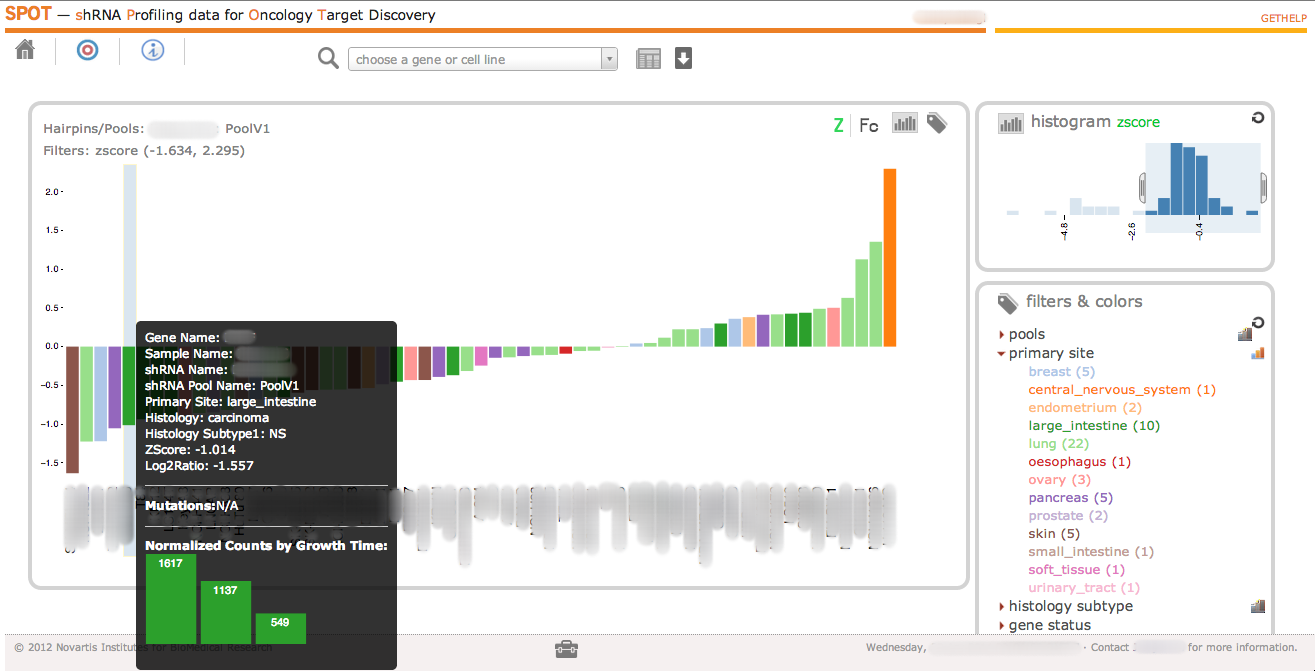 SPOT — shRNA Profiling data for Oncology Target Discovery
GETHELP
choose a gene or cell line
Hairpins/Pools: PoolV1
Filters: zscore (-1.634, 2.295)
Z Fc
2.0
1.5
1.0
0.5
0.0
-0.5
-1.0
-1.5
Gene Name:
Sample Name:
shRNA Name:
shRNA Pool Name: PoolV1
Primary Site: large_intestine
Histology: carcinoma
Histology Subtype1: NS
ZScore: -1.014
Log2Ratio: -1.557
Mutations:N/A
Normalized Counts by Growth Time:
1617
1137
549
histogram zscore
-4.8 -2.6 -0.4
filters & colors
pools
primary site
breast (5)
central_nervous_system (1)
endometrium (2)
large_intestine (10)
lung (22)
oesophagus (1)
ovary (3)
pancreas (5)
prostate (2)
skin (5)
small_intestine (1)
soft_tissue (1)
urinary_tract (1)
histology subtype
gene status
© 2012 Novartis Institutes for BioMedical Research
Wednesday, · Contact for more information.